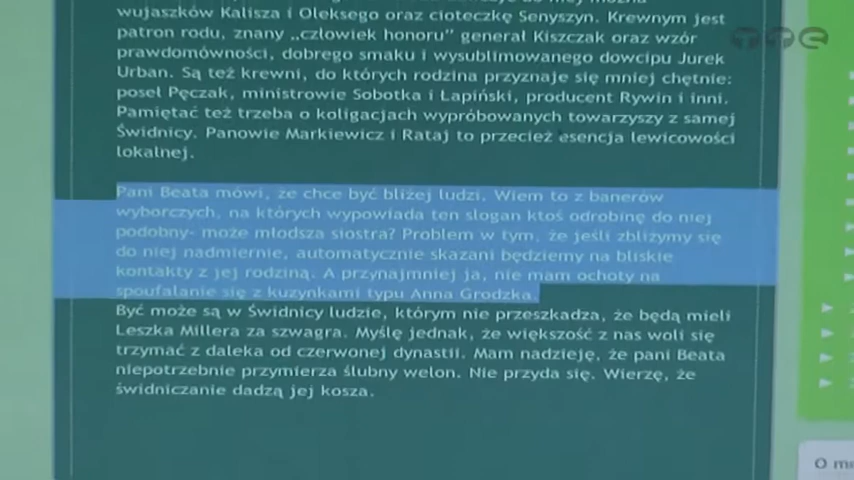 wujaszków Kalisza i Oleksego oraz cioteczkę Senyszyn. Krewnym jest
patron rodu, znany „człowiek honoru” generał Kiszczak oraz wzór
prawdomówności, dobrego smaku i wysublimowanego dowcipu Jurek
Urban. Są też krewni, do których rodzina przyznaje się mniej chętnie:
poseł Pęczak, ministrowie Sobotka i Łapiński, producent Rywin i inni.
Pamiętać też trzeba o koligacjach wypróbowanych towarzyszy z samej
Świdnicy. Panowie Markiewicz i Rataj to przecież esencja lewicowości
lokalnej.
Pani Beata mówi, że chce być bliżej ludzi. Wiem to z banerów
wyborczych, na których wypowiada ten slogan ktoś odrobinę do niej
podobny- może młodsza siostra? Problem w tym, że jeśli zbliżymy się
do niej nadmiernie, automatycznie skazani będziemy na bliskie
kontakty z jej rodziną. A przynajmniej ja, nie mam ochoty na
spoufalanie się z kuzynkami typu Anna Grodzka.
Być może są w Świdnicy ludzie, którym nie przeszkadza, że będą mieli
Leszka Millera za szwagra. Myślę jednak, że większość z nas woli się
trzymać z daleka od czerwonej dynastii. Mam nadzieję, że pani Beata
niepotrzebnie przymierza ślubny welon. Nie przyda się. Wierzę, że
świdniczanie dadzą jej kosza.
O